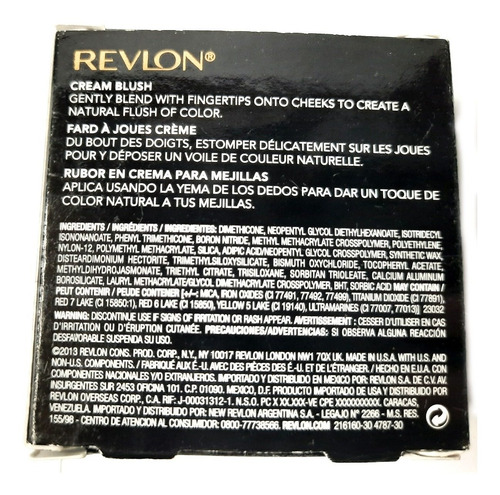 REVLON®
CREAM BLUSH
GENTLY BLEND WITH FINGERTIPS ONTO CHEEKS TO CREATE A
NATURAL FLUSH OF COLOR.
FARD À JOUES CRÈME
DU BOUT DES DOIGTS, ESTOMPER DÉLICATEMENT SUR LES JOUES
POUR Y DÉPOSER UN VOILE DE COULEUR NATURELLE.
RUBOR EN CREMA PARA MEJILLAS
APLICA USANDO LA YEMA DE LOS DEDOS PARA DAR UN TOQUE DE
COLOR NATURAL A TUS MEJILLAS.
INGREDIENTS / INGRÉDIENTS / INGREDIENTES: DIMETHICONE, NEOPENTYL GLYCOL DIETHYLHEXANOATE, ISOTRIDECYL
ISONONANOATE, PHENYL TRIMETHICONE, BORON NITRIDE, METHYL METHACRYLATE CROSSPOLYMER, POLYETHYLENE,
NYLON-12, POLYMETHYL METHACRYLATE, SILICA, ADIPIC ACID/NEOPENTYL GLYCOL CROSSPOLYMER, SYNTHETIC WAX,
DISTEARDIMONIUM HECTORITE, TRIMETHYLSILOXYSILICATE, BISMUTH OXYCHLORIDE, TOCOPHERYL ACETATE,
METHYLDIHYDROJASMONATE, TRIETHYL CITRATE, TRISILOXANE, SORBITAN TRIOLEATE, CALCIUM ALUMINUM
BOROSILICATE, LAURYL METHACRYLATE/GLYCOL DIMETHACRYLATE CROSSPOLYMER, BHT, SORBIC ACID MAY CONTAIN /
PEUT CONTENIR / PUEDE CONTENER [+/-: MICA, IRON OXIDES (CI 77491, 77492, 77499), TITANIUM DIOXIDE (CI 77891),
RED 7 LAKE (CI 15850:1), RED 6 LAKE (CI 15850), YELLOW 5 LAKE (CI 19140), ULTRAMARINES (CI 77007, 77013)] 23032
WARNING: DISCONTINUE USE IF SIGNS OF IRRITATION OR RASH APPEAR. AVERTISSEMENT : CESSER D'UTILISER EN CAS
D'IRRITATION OU D'ÉRUPTION CUTANÉE. PRECAUCIONES/ADVERTENCIAS: SI OBSERVA ALGUNA REACCIÓN
DESFAVORABLE SUSPENDA SU USO.
©2013 REVLON CONS. PROD. CORP., N.Y., NY 10017 REVLON LONDON NW1 7QX UK. MADE IN U.S.A. WITH U.S. AND
NON-U.S. COMPONENTS. / FABRIQUÉ AUX É.-U. AVEC DES PIÈCES DES É.-U. ET DE L'ÉTRANGER. / HECHO EN E.U.A. CON
COMPONENTES NACIONALES Y/O EXTRANJEROS. IMPORTADO Y DISTRIBUIDO EN MEXICO POR: REVLON S.A. DE C.V. AV.
INSURGENTES SUR 2453 OFICINA 101. C.P. 01090. MEXICO, D.F. PRODUCTO IMPORTADO DE USA Y DISTRIBUIDO POR
REVLON OVERSEAS CORP., C.A. RIF: J-00031312-1. N.S.O. CARACAS,
VENEZUELA. IMPORTADO Y DISTRIBUIDO POR: NEW REVLON ARGENTINA S.A. - LEGAJO Nº 2266 - M.S. RES.
155/98 - CENTRO DE ATENCIÓN AL CONSUMIDOR: 0800-77738566. REVLON.COM 216160-30 4787-30